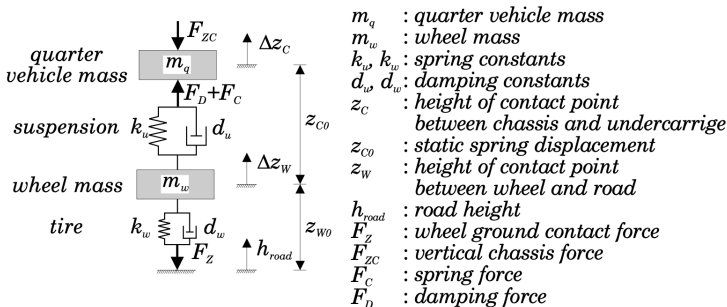 F_ZC
Δz_C
quarter
vehicle mass
m_q
F_D+F_C
suspension
k_u
d_u
z_C0
Δz_W
wheel mass
m_w
tire
k_w
d_w
z_W0
F_Z
h_road
m_q : quarter vehicle mass
m_w : wheel mass
k_u, k_w : spring constants
d_u, d_w : damping constants
z_C : height of contact point
between chassis and undercarrige
z_C0 : static spring displacement
z_W : height of contact point
between wheel and road
h_road : road height
F_Z : wheel ground contact force
F_ZC : vertical chassis force
F_C : spring force
F_D : damping force